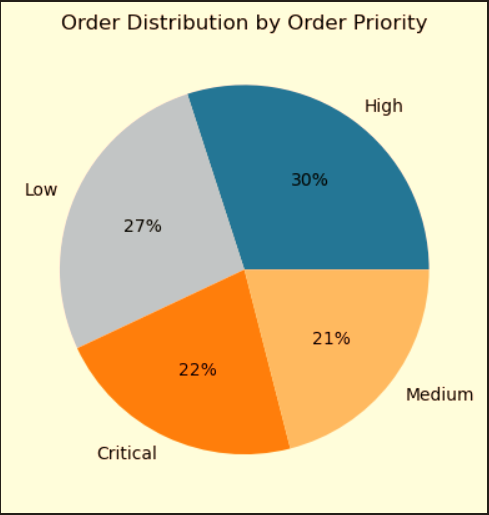 Order Distribution by Order Priority
High
30%
Low
27%
21%
22%
Medium
Critical